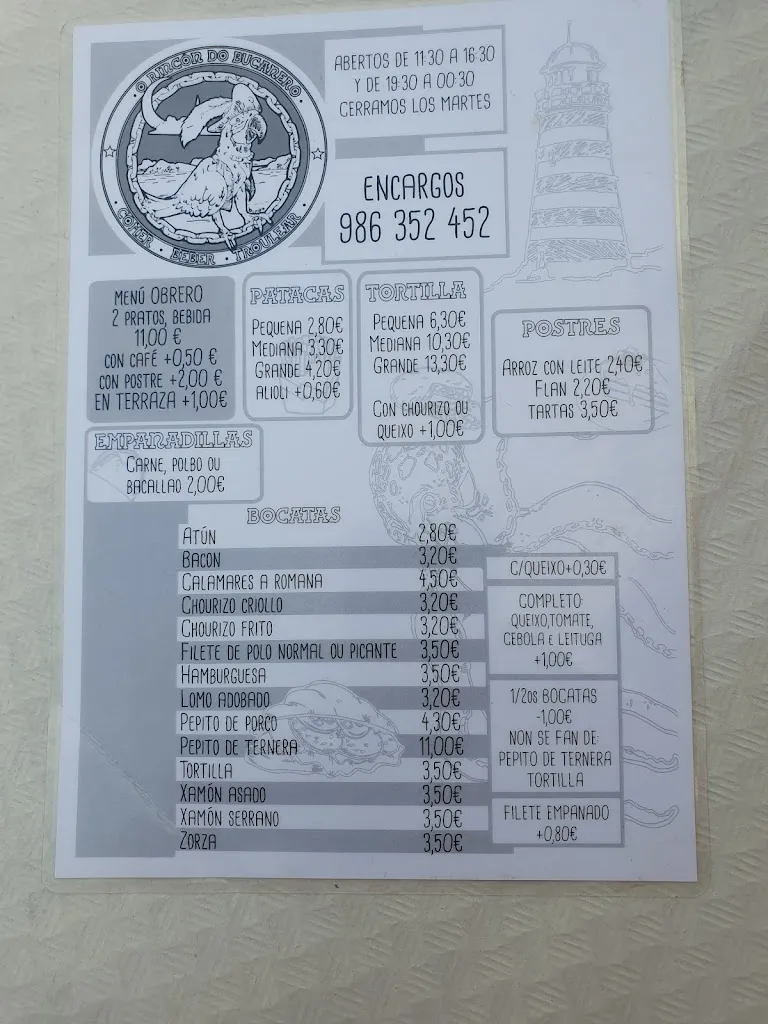 O RINCÓN DO BUCANERO
COMER - BEBER - TROULEAR
ABERTOS DE 11:30 A 16:30
Y DE 19:30 A 00:30
CERRAMOS LOS MARTES
ENCARGOS
986 352 452
MENÚ OBRERO
2 PRATOS, BEBIDA
11,00 €
CON CAFÉ +0,50 €
CON POSTRE +2,00 €
EN TERRAZA +1,00€
PATACAS
PEQUENA 2,80€
MEDIANA 3,30€
GRANDE 4,20€
ALIOLI +0,60€
TORTILLA
PEQUENA 6,30€
MEDIANA 10,30€
GRANDE 13,30€
CON CHOURIZO OU
QUEIXO +1,00€
POSTRES
ARROZ CON LEITE 2,40€
FLAN 2,20€
TARTAS 3,50€
EMPANADILLAS
CARNE, POLBO OU
BACALLAO 2,00€
BOCATAS
ATÚN 2,80€
BACON 3,20€
CALAMARES A ROMANA 4,50€
CHOURIZO CRIOLLO 3,20€
CHOURIZO FRITO 3,20€
FILETE DE POLO NORMAL OU PICANTE 3,50€
HAMBURGUESA 3,50€
LOMO ADOBADO 3,20€
PEPITO DE PORCO 4,30€
PEPITO DE TERNERA 11,00€
TORTILLA 3,50€
XAMÓN ASADO 3,50€
XAMÓN SERRANO 3,50€
ZORZA 3,50€
C/QUEIXO+0,30€
COMPLETO:
QUEIXO,TOMATE,
CEBOLA E LEITUGA
+1,00€
1/2OS BOCATAS
-1,00€
NON SE FAN DE:
PEPITO DE TERNERA
TORTILLA
FILETE EMPANADO
+0,80€